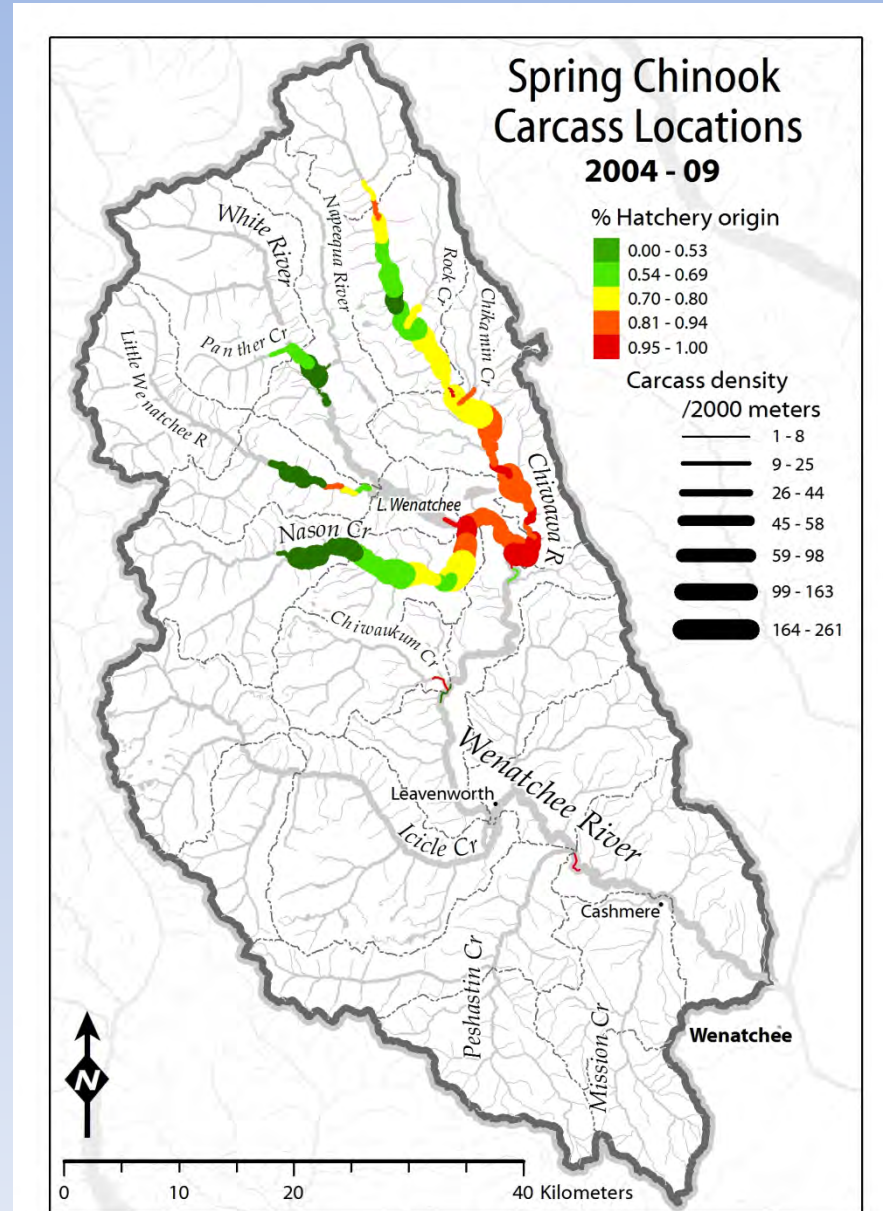 Spring Chinook
Carcass Locations
2004 - 09
% Hatchery origin
0.00 - 0.53
0.54 - 0.69
0.70 - 0.80
0.81 - 0.94
0.95 - 1.00
Carcass density
/2000 meters
1 - 8
9 - 25
26 - 44
45 - 58
59 - 98
99 - 163
164 - 261
White River
Napeequa River
Rock Cr
Chikamin Cr
Panther Cr
Little Wenatchee R
L. Wenatchee
Chiwawa R
Nason Cr
Chiwaukum Cr
Wenatchee River
Leavenworth
Icicle Cr
Cashmere
Peshastin Cr
Mission Cr
Wenatchee
N
0 10 20 40 Kilometers